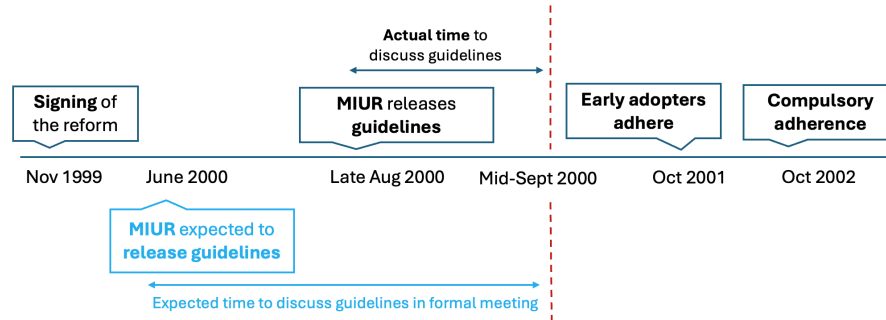 Actual time to
discuss guidelines
Signing of
the reform
MIUR releases
guidelines
Early adopters
adhere
Compulsory
adherence
Nov 1999
June 2000
Late Aug 2000
Mid-Sept 2000
Oct 2001
Oct 2002
MIUR expected to
release guidelines
Expected time to discuss guidelines in formal meeting